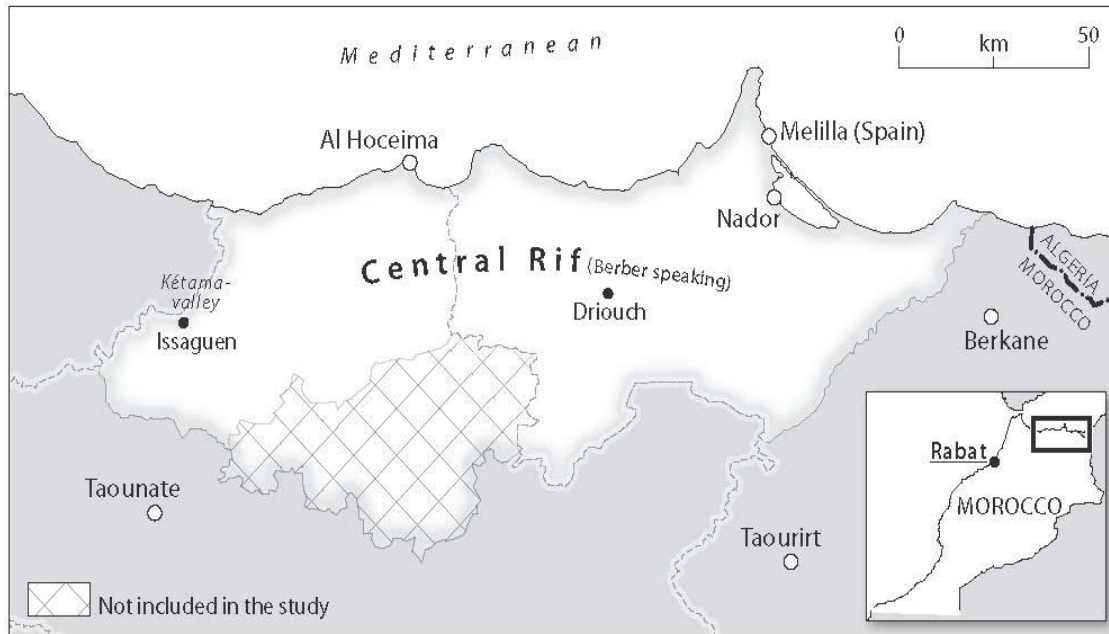 0 50
km
Mediterranean
Al Hoceima
Melilla (Spain)
Nador
Central Rif (Berber speaking)
Kétama-
valley
Issaguen
Driouch
ALGERIA
MOROCCO
Berkane
Taounate
Taourirt
Rabat
MOROCCO
Not included in the study